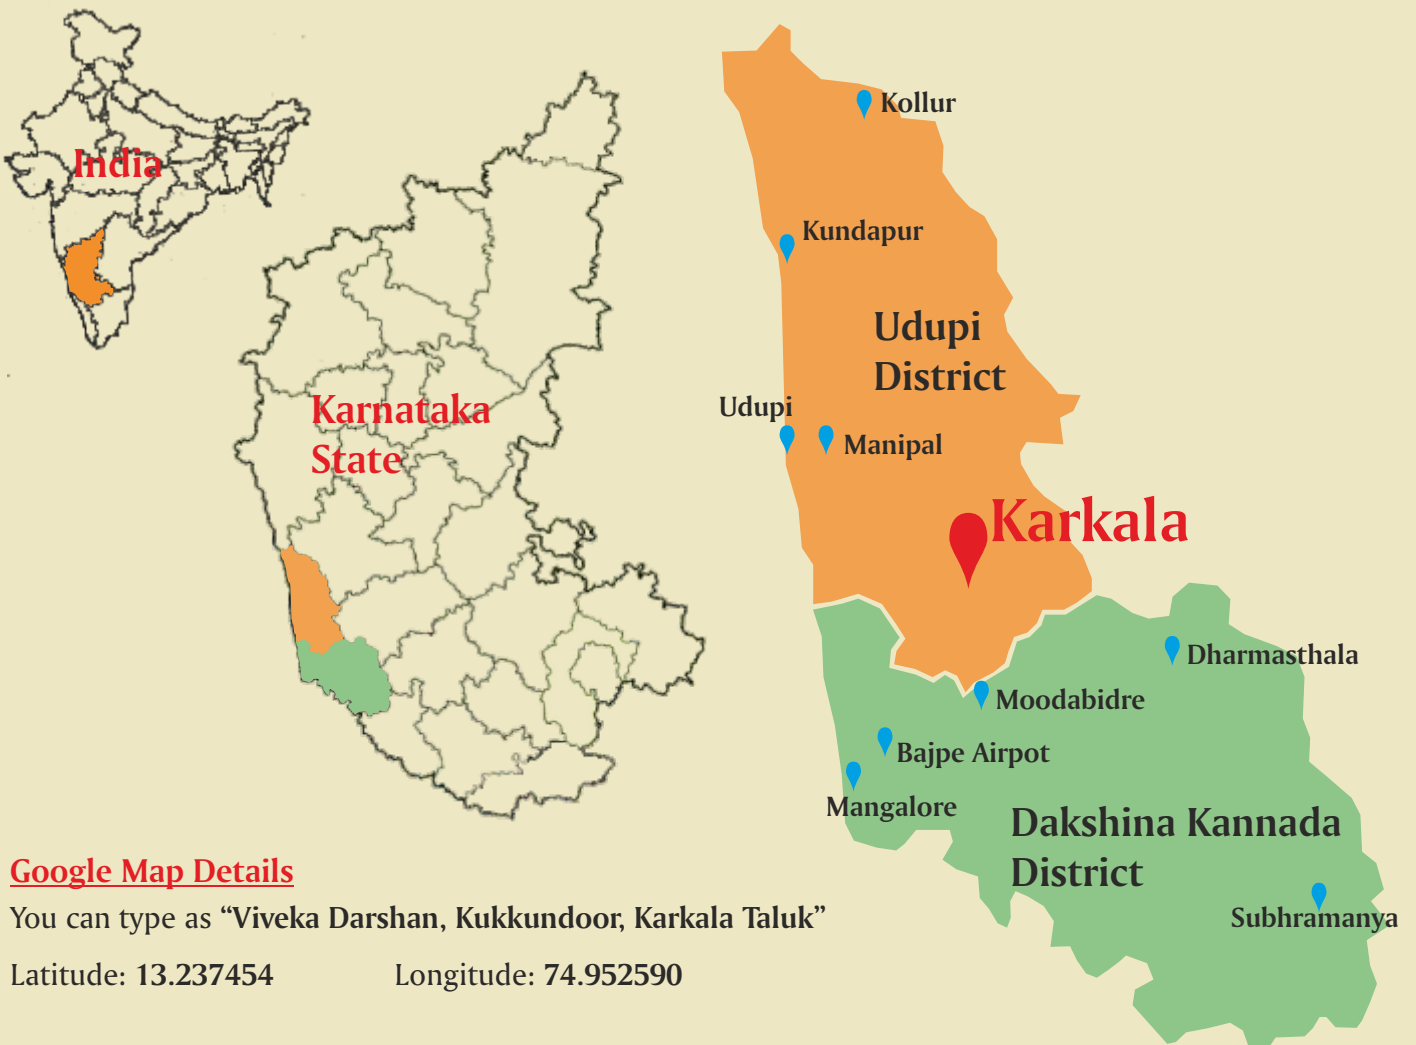 India
Karnataka
State
Kollur
Kundapur
Udupi
District
Udupi
Manipal
Karkala
Dharmasthala
Moodabidre
Bajpe Airpot
Mangalore
Dakshina Kannada
District
Subhramanya
Google Map Details
You can type as “Viveka Darshan, Kukkundoor, Karkala Taluk”
Latitude: 13.237454 Longitude: 74.952590